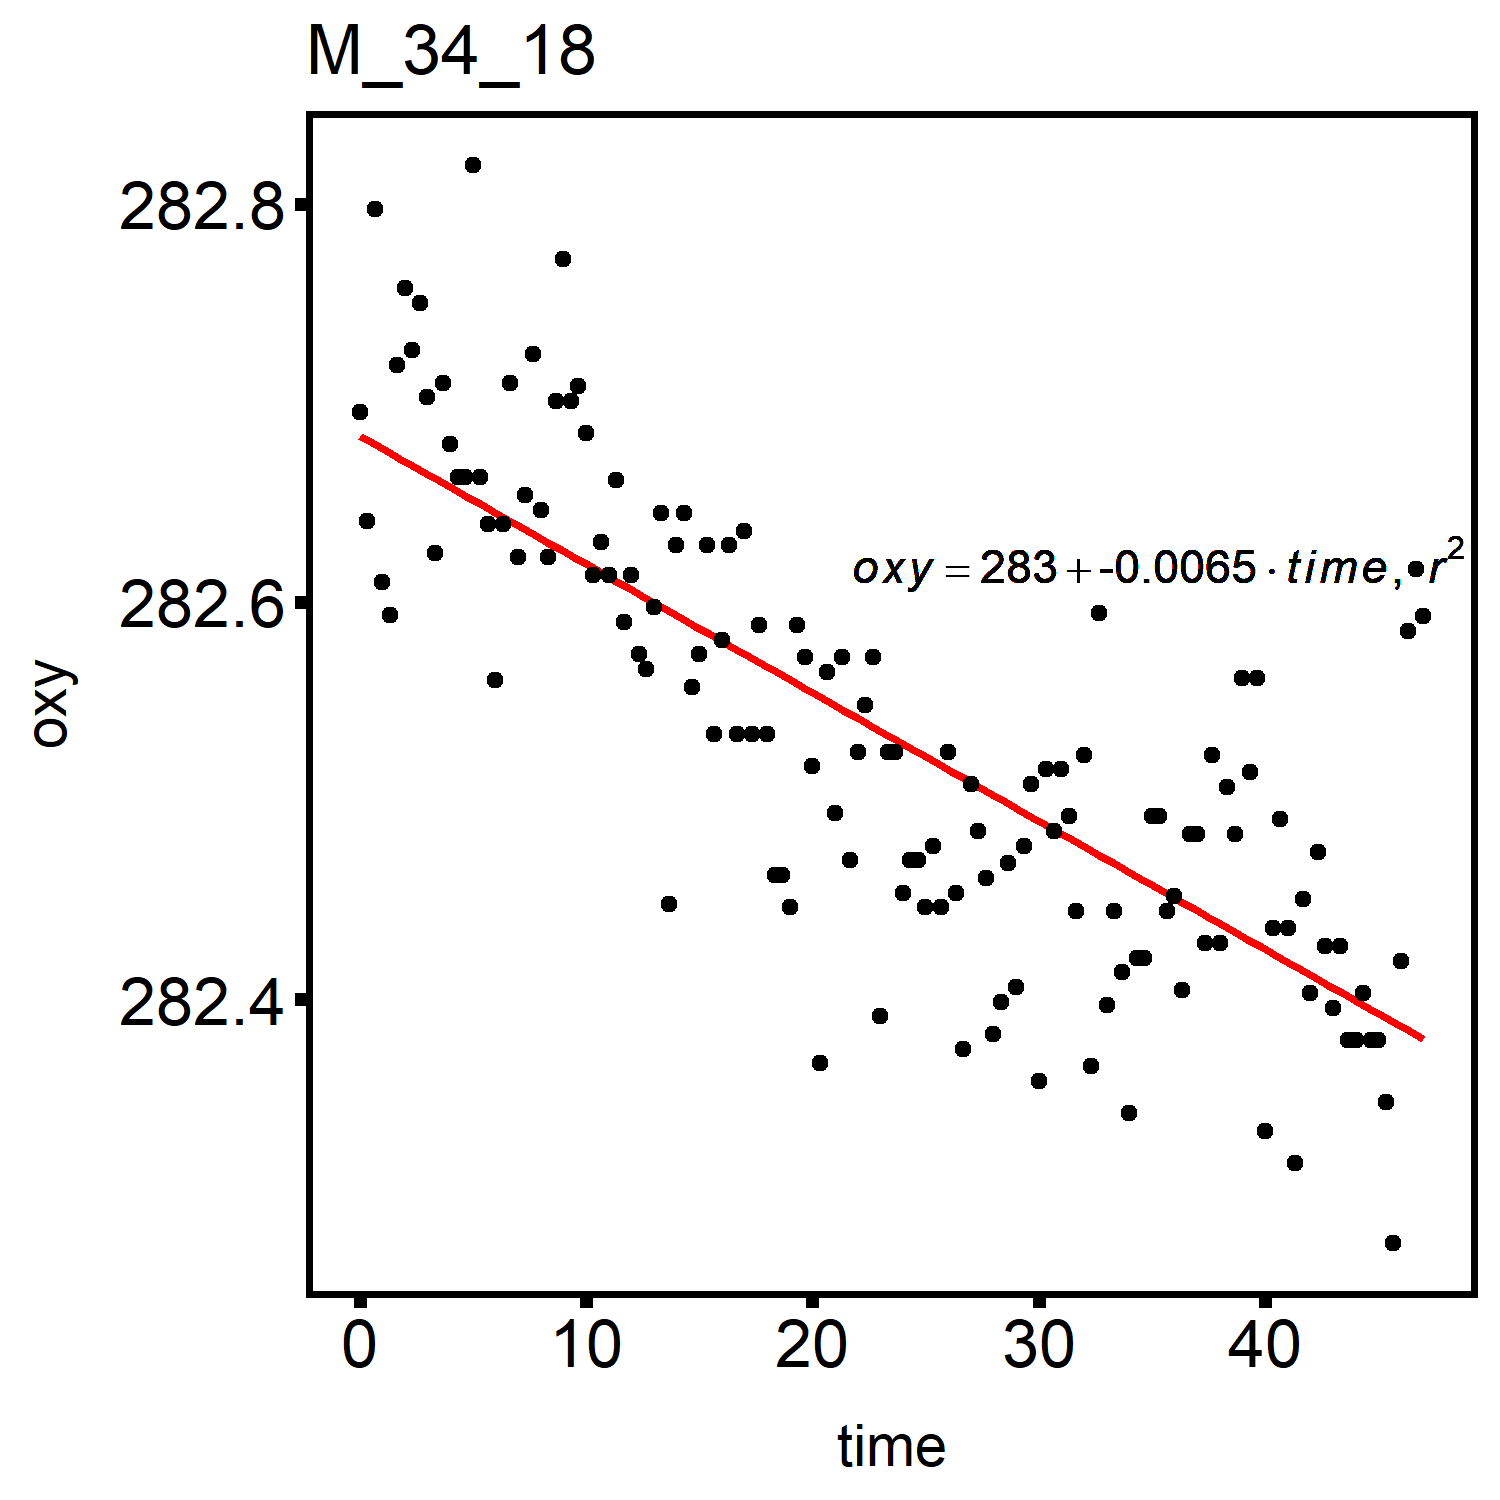 M_34_18
282.8
282.6
282.4
oxy
oxy = 283 + -0.0065 · time, r²
0 10 20 30 40
time